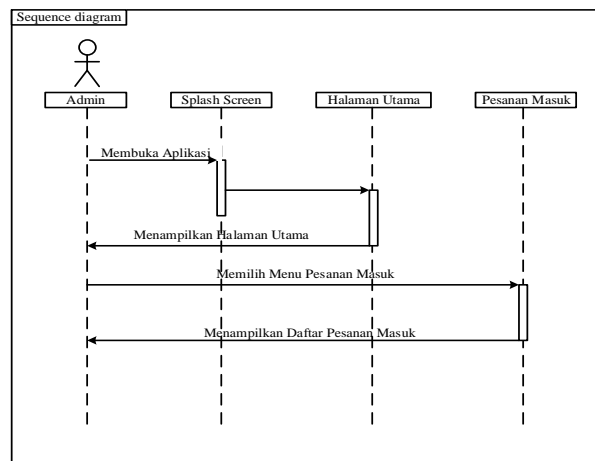 Sequence diagram
Admin
Splash Screen
Halaman Utama
Pesanan Masuk
Membuka Aplikasi
Menampilkan Halaman Utama
Memilih Menu Pesanan Masuk
Menampilkan Daftar Pesanan Masuk